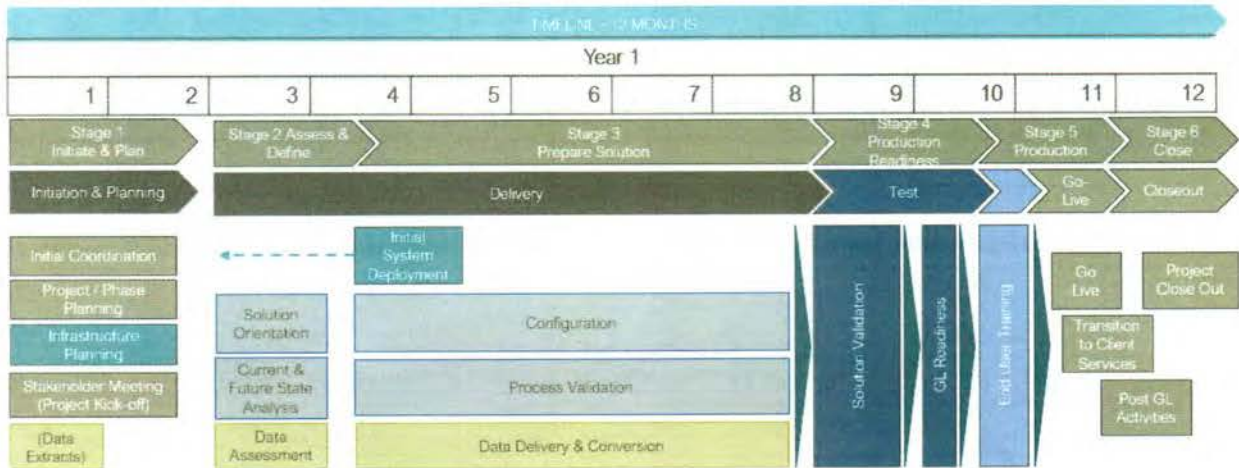 TIMELINE - 12 MONTHS
Year 1
1 2 3 4 5 6 7 8 9 10 11 12
Stage 1
Initiate & Plan
Stage 2 Assess &
Define
Stage 3
Prepare Solution
Stage 4
Production
Readiness
Stage 5
Production
Stage 6
Close
Initiation & Planning
Delivery
Test
Go-
Live
Closeout
Initial Coordination
Project / Phase
Planning
Infrastructure
Planning
Stakeholder Meeting
(Project Kick-off)
(Data
Extracts)
Initial
System
Deployment
Solution
Orientation
Current &
Future State
Analysis
Data
Assessment
Configuration
Process Validation
Data Delivery & Conversion
Solution Validation
GL Readiness
End User Training
Go
Live
Project
Close Out
Transition
to Client
Services
Post GL
Activities